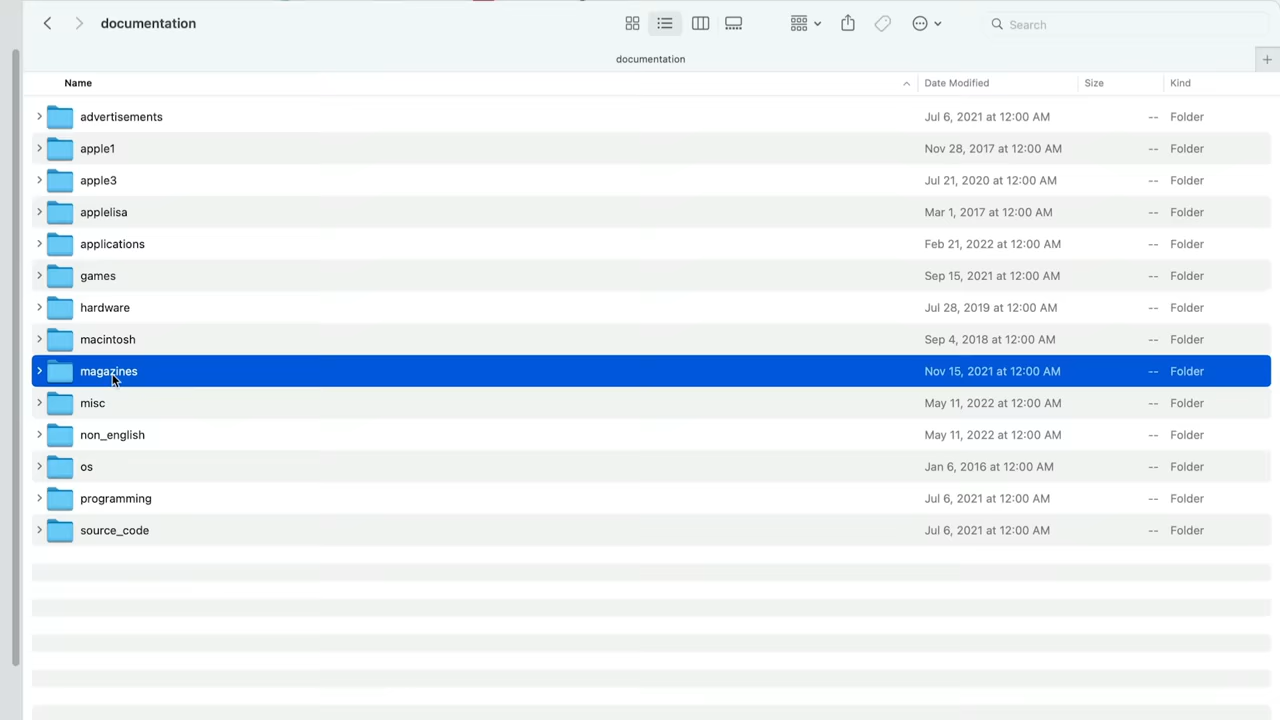 documentation
Search
documentation
+
Name Date Modified Size Kind
advertisements Jul 6, 2021 at 12:00 AM -- Folder
apple1 Nov 28, 2017 at 12:00 AM -- Folder
apple3 Jul 21, 2020 at 12:00 AM -- Folder
applelisa Mar 1, 2017 at 12:00 AM -- Folder
applications Feb 21, 2022 at 12:00 AM -- Folder
games Sep 15, 2021 at 12:00 AM -- Folder
hardware Jul 28, 2019 at 12:00 AM -- Folder
macintosh Sep 4, 2018 at 12:00 AM -- Folder
magazines Nov 15, 2021 at 12:00 AM -- Folder
misc May 11, 2022 at 12:00 AM -- Folder
non_english May 11, 2022 at 12:00 AM -- Folder
os Jan 6, 2016 at 12:00 AM -- Folder
programming Jul 6, 2021 at 12:00 AM -- Folder
source_code Jul 6, 2021 at 12:00 AM -- Folder